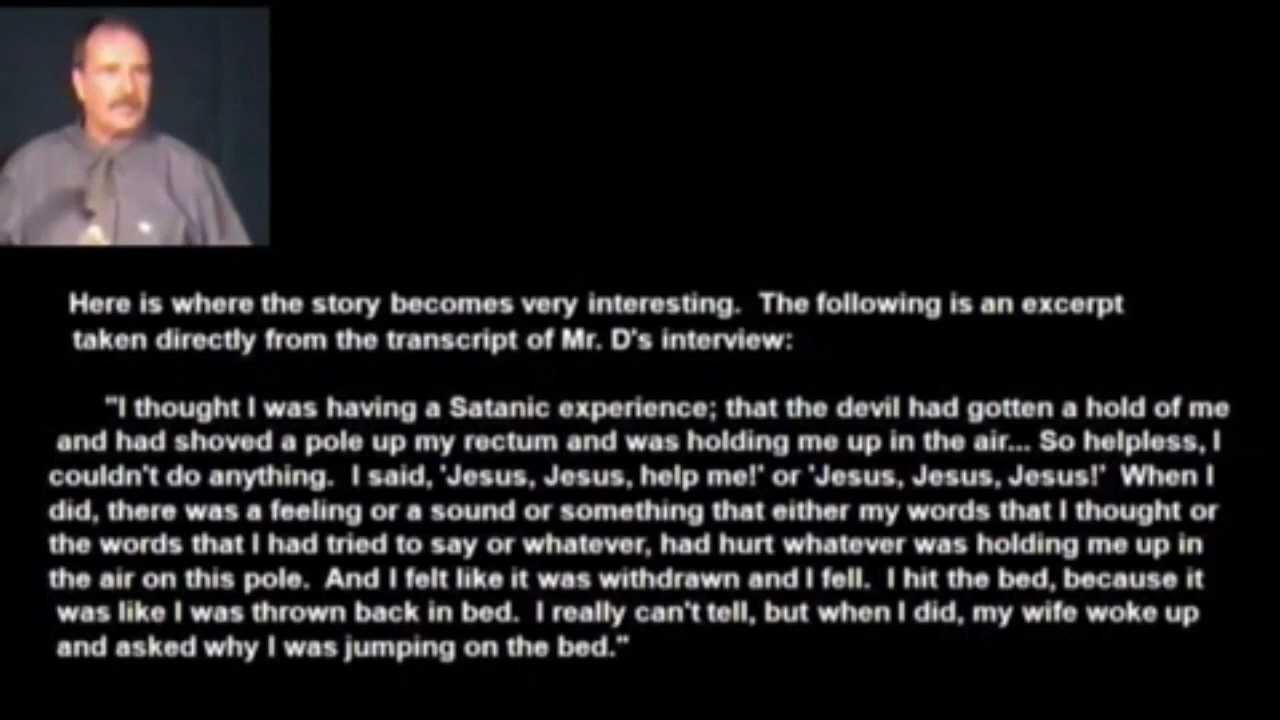 Here is where the story becomes very interesting.  The following is an excerpt
taken directly from the transcript of Mr. D's interview:
"I thought I was having a Satanic experience; that the devil had gotten a hold of me
and had shoved a pole up my rectum and was holding me up in the air... So helpless, I
couldn't do anything.  I said, 'Jesus, Jesus, help me!' or 'Jesus, Jesus, Jesus!'  When I
did, there was a feeling or a sound or something that either my words that I thought or
the words that I had tried to say or whatever, had hurt whatever was holding me up in
the air on this pole.  And I felt like it was withdrawn and I fell.  I hit the bed, because it
was like I was thrown back in bed.  I really can't tell, but when I did, my wife woke up
and asked why I was jumping on the bed."